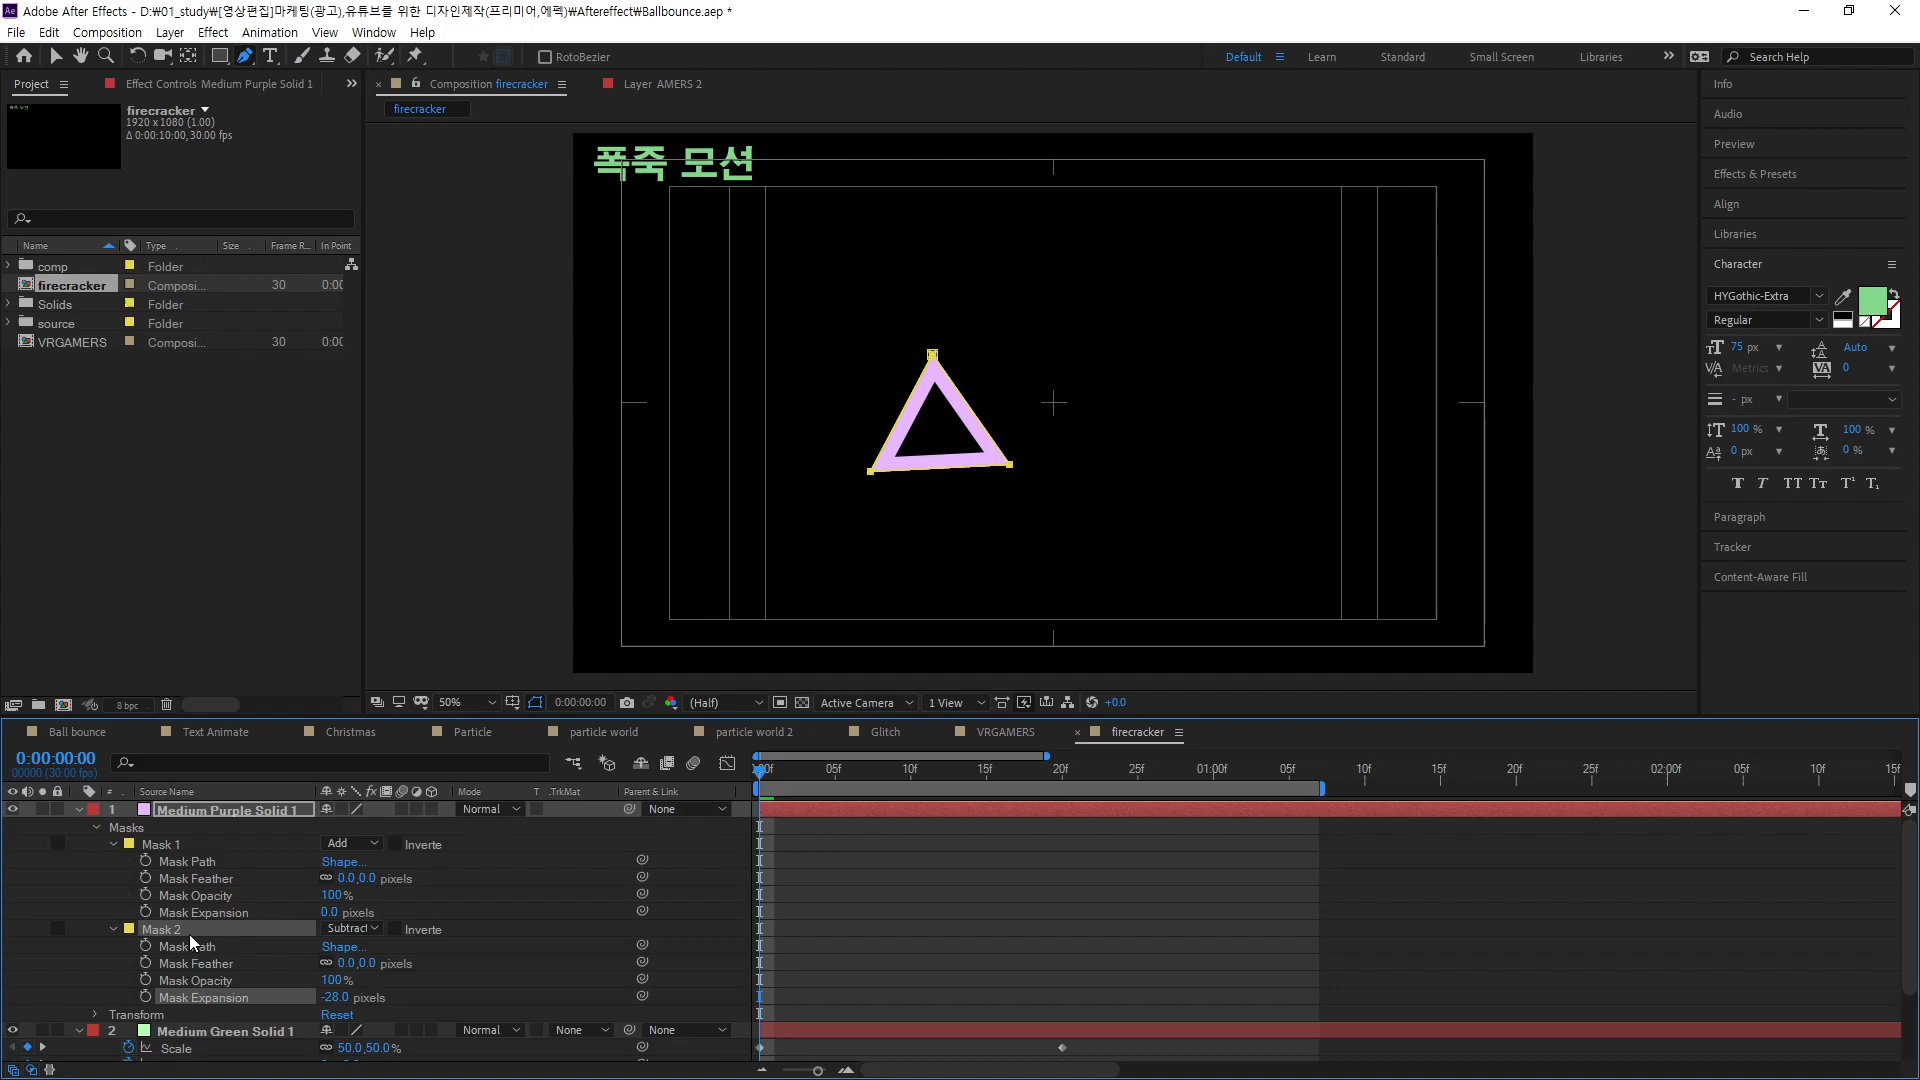 Adobe After Effects - D:₩01_study₩[영상편집]마케팅(광고),유튜브를 위한 디자인제작(프리미어,에펙)₩Aftereffect₩Ballbounce.aep *
File Edit Composition Layer Effect Animation View Window Help
RotoBezier
Default Learn Standard Small Screen Libraries Search Help
Project Effect Controls Medium Purple Solid 1
Composition firecracker Layer AMERS 2
firecracker
firecracker
1920 x 1080 (1.00)
Δ 0:00:10:00, 30.00 fps
Name Type Size Frame R... In Point
comp Folder
firecracker Composi... 30 0:00
Solids Folder
source Folder
VRGAMERS Composi... 30 0:00
8 bpc
폭죽 모션
50% 0:00:00:00 (Half) Active Camera 1 View +0.0
Info
Audio
Preview
Effects & Presets
Align
Libraries
Character
HYGothic-Extra
Regular
75 px Auto
Metrics 0
- px
100 % 100 %
0 px 0 %
Paragraph
Tracker
Content-Aware Fill
Ball bounce Text Animate Christmas Particle particle world particle world 2 Glitch VRGAMERS firecracker
0:00:00:00
00000 (30.00 fps)
:00f 05f 10f 15f 20f 25f 01:00f 05f 10f 15f 20f 25f 02:00f 05f 10f 15f
# Source Name Mode T .TrkMat Parent & Link
1 Medium Purple Solid 1 Normal None
Masks
Mask 1 Add Inverte
Mask Path Shape...
Mask Feather 0.0,0.0 pixels
Mask Opacity 100%
Mask Expansion 0.0 pixels
Mask 2 Subtract Inverte
Mask Path Shape...
Mask Feather 0.0,0.0 pixels
Mask Opacity 100%
Mask Expansion -28.0 pixels
Transform Reset
2 Medium Green Solid 1 Normal None None
Scale 50.0,50.0%